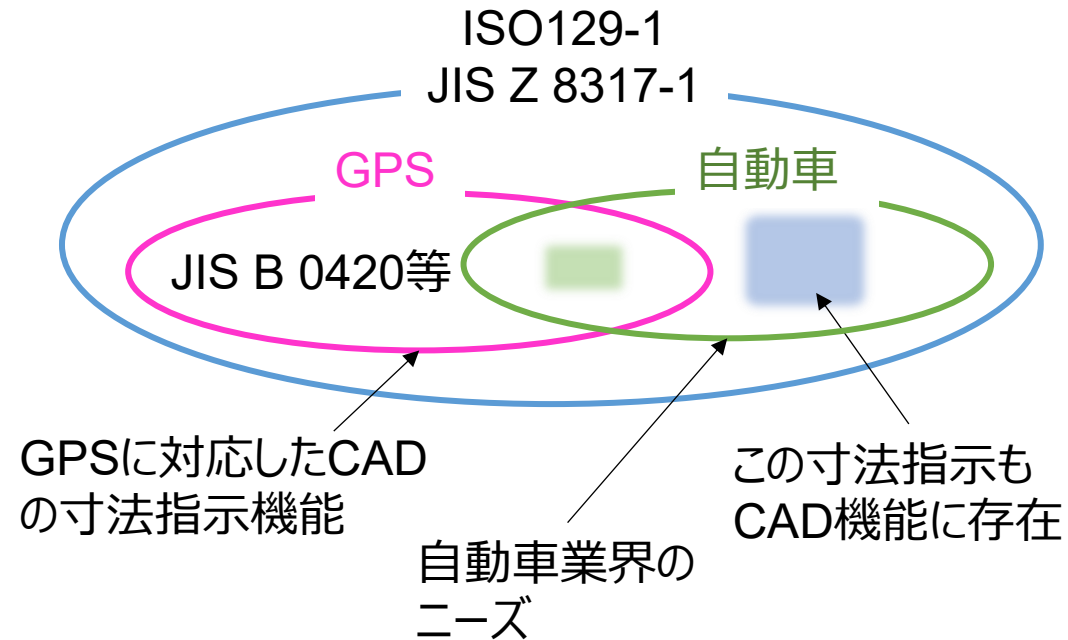 ISO129-1
JIS Z 8317-1
GPS
自動車
JIS B 0420等
GPSに対応したCAD
の寸法指示機能
この寸法指示も
CAD機能に存在
自動車業界の
ニーズ